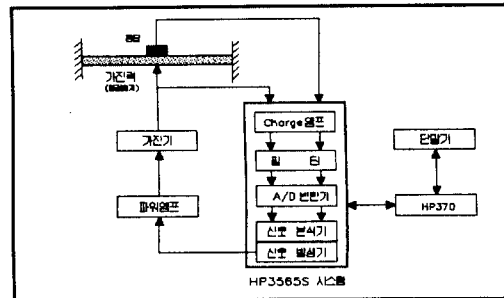 응답
가진력
가진기
파워앰프
Charge앰프
필 터
A/D 변환기
신호 분석기
신호 발생기
HP3565S 시스템
단말기
HP370